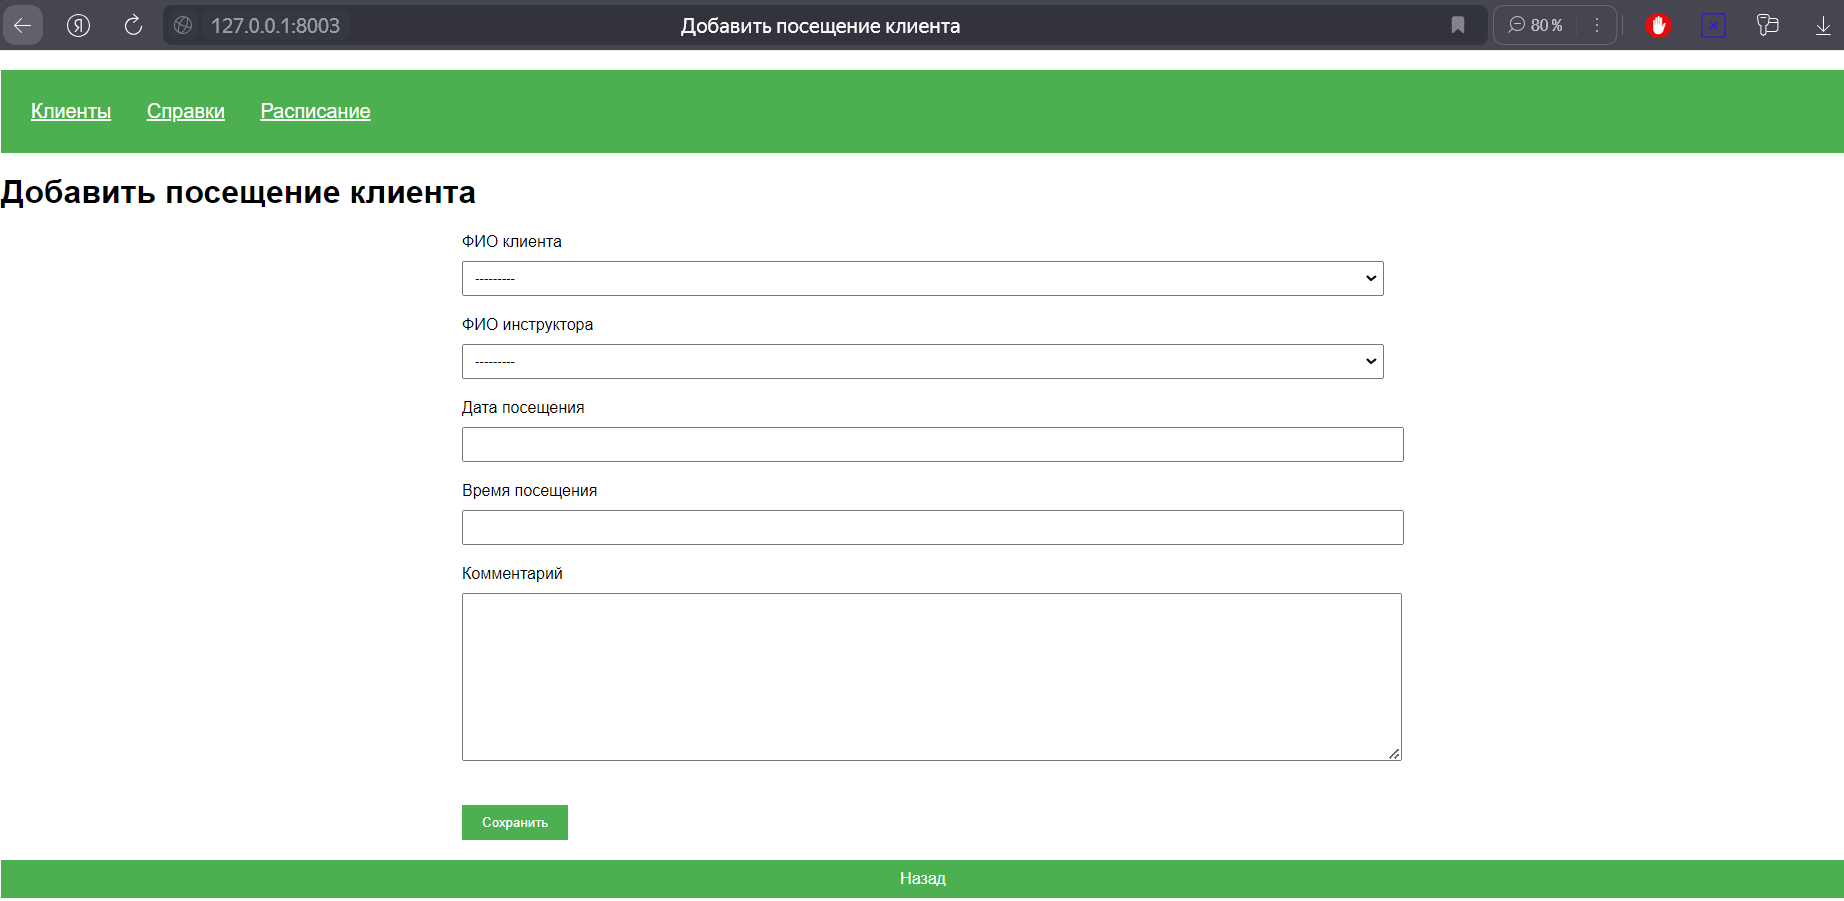 Я 127.0.0.1:8003 Добавить посещение клиента 80 %
Клиенты Справки Расписание
Добавить посещение клиента
ФИО клиента
---------
ФИО инструктора
---------
Дата посещения
Время посещения
Комментарий
Сохранить
Назад